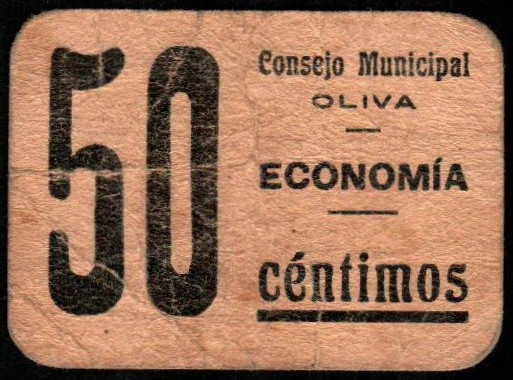 50
Consejo Municipal
OLIVA
ECONOMÍA
céntimos